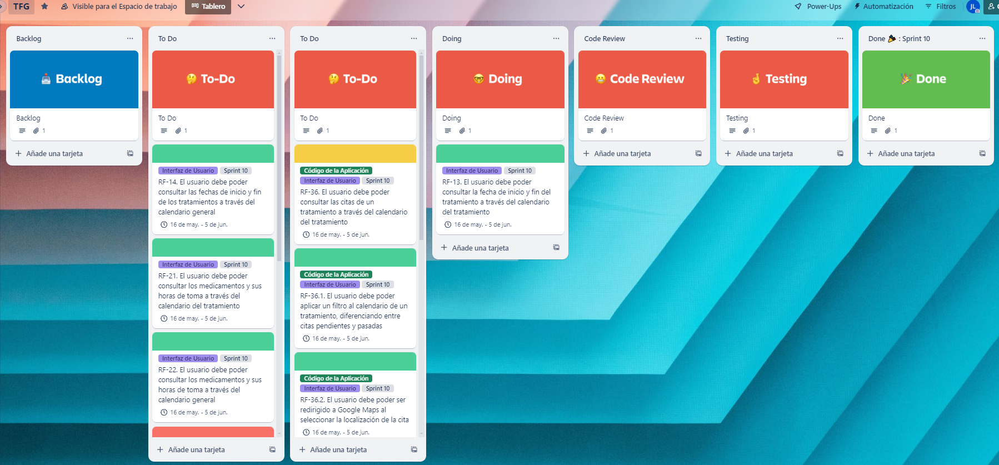 TFG
Visible para el Espacio de trabajo
Tablero
Power-Ups
Automatización
Filtros
JL
Backlog
Backlog
Backlog
1
Añade una tarjeta
To Do
To-Do
To Do
1
Interfaz de Usuario
Sprint 10
RF-14. El usuario debe poder
consultar las fechas de inicio y fin
de los tratamientos a través del
calendario general
16 de may. - 5 de jun.
Interfaz de Usuario
Sprint 10
RF-21. El usuario debe poder
consultar los medicamentos y sus
horas de toma a través del
calendario del tratamiento
16 de may. - 5 de jun.
Interfaz de Usuario
Sprint 10
RF-22. El usuario debe poder
consultar los medicamentos y sus
horas de toma a través del
calendario general
16 de may. - 5 de jun.
Añade una tarjeta
To Do
To-Do
To Do
1
Código de la Aplicación
Interfaz de Usuario
Sprint 10
RF-36. El usuario debe poder
consultar las citas de un
tratamiento a través del calendario
del tratamiento
16 de may. - 5 de jun.
Código de la Aplicación
Interfaz de Usuario
Sprint 10
RF-36.1. El usuario debe poder
aplicar un filtro al calendario de un
tratamiento, diferenciando entre
citas pendientes y pasadas
16 de may. - 5 de jun.
Código de la Aplicación
Interfaz de Usuario
Sprint 10
RF-36.2. El usuario debe poder ser
redirigido a Google Maps al
seleccionar la localización de la cita
16 de may. - 5 de jun.
Añade una tarjeta
Doing
Doing
Doing
1
Interfaz de Usuario
Sprint 10
RF-13. El usuario debe poder
consultar la fecha de inicio y fin del
tratamiento a través del calendario
del tratamiento
16 de may. - 5 de jun.
Añade una tarjeta
Code Review
Code Review
Code Review
1
Añade una tarjeta
Testing
Testing
Testing
1
Añade una tarjeta
Done 🎉 : Sprint 10
Done
Done
1
Añade una tarjeta